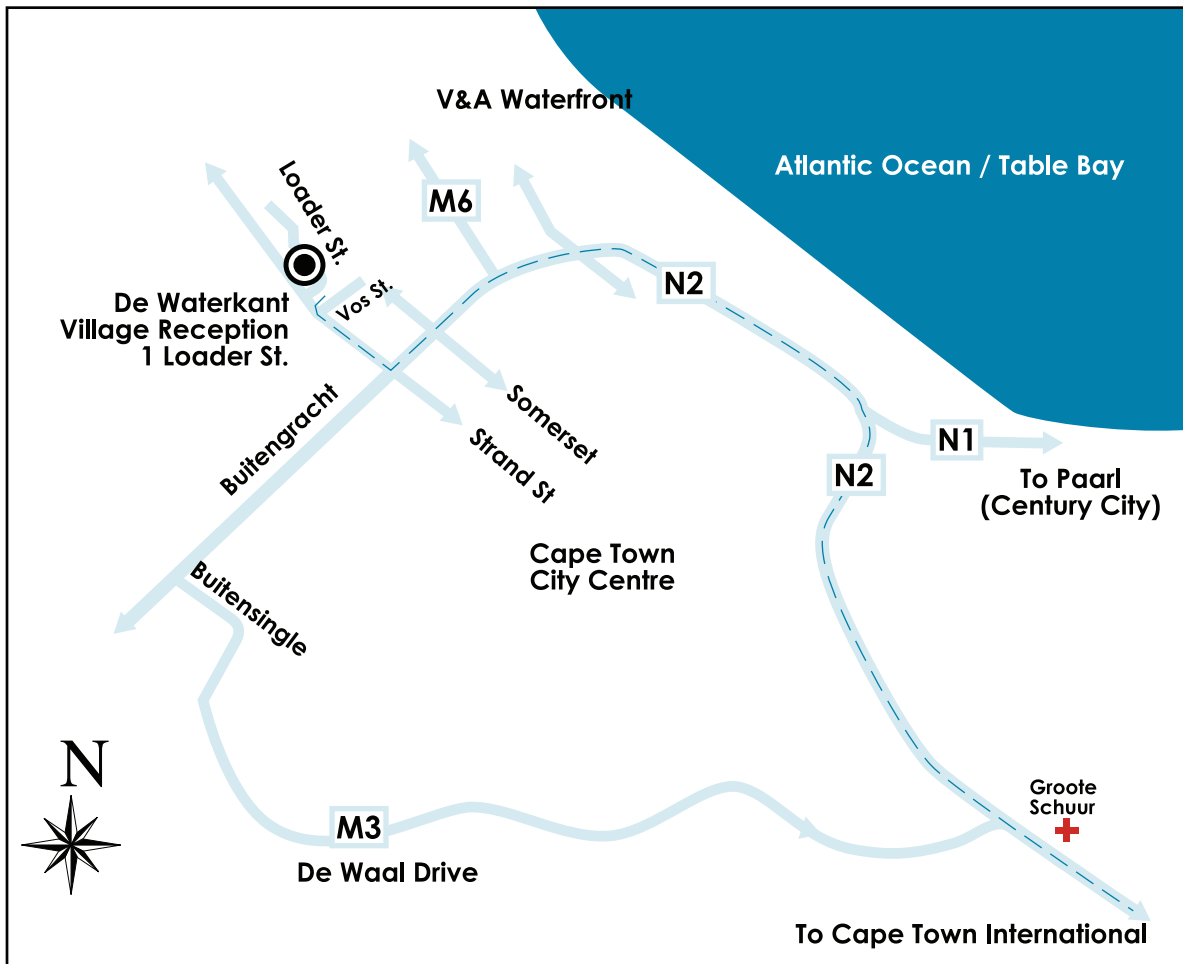 V&A Waterfront
Atlantic Ocean / Table Bay
Loader St.
M6
N2
De Waterkant
Village Reception
1 Loader St.
Vos St.
Somerset
Strand St
Buitengracht
N1
N2
To Paarl
(Century City)
Cape Town
City Centre
Buitensingle
N
Groote
Schuur
M3
De Waal Drive
To Cape Town International